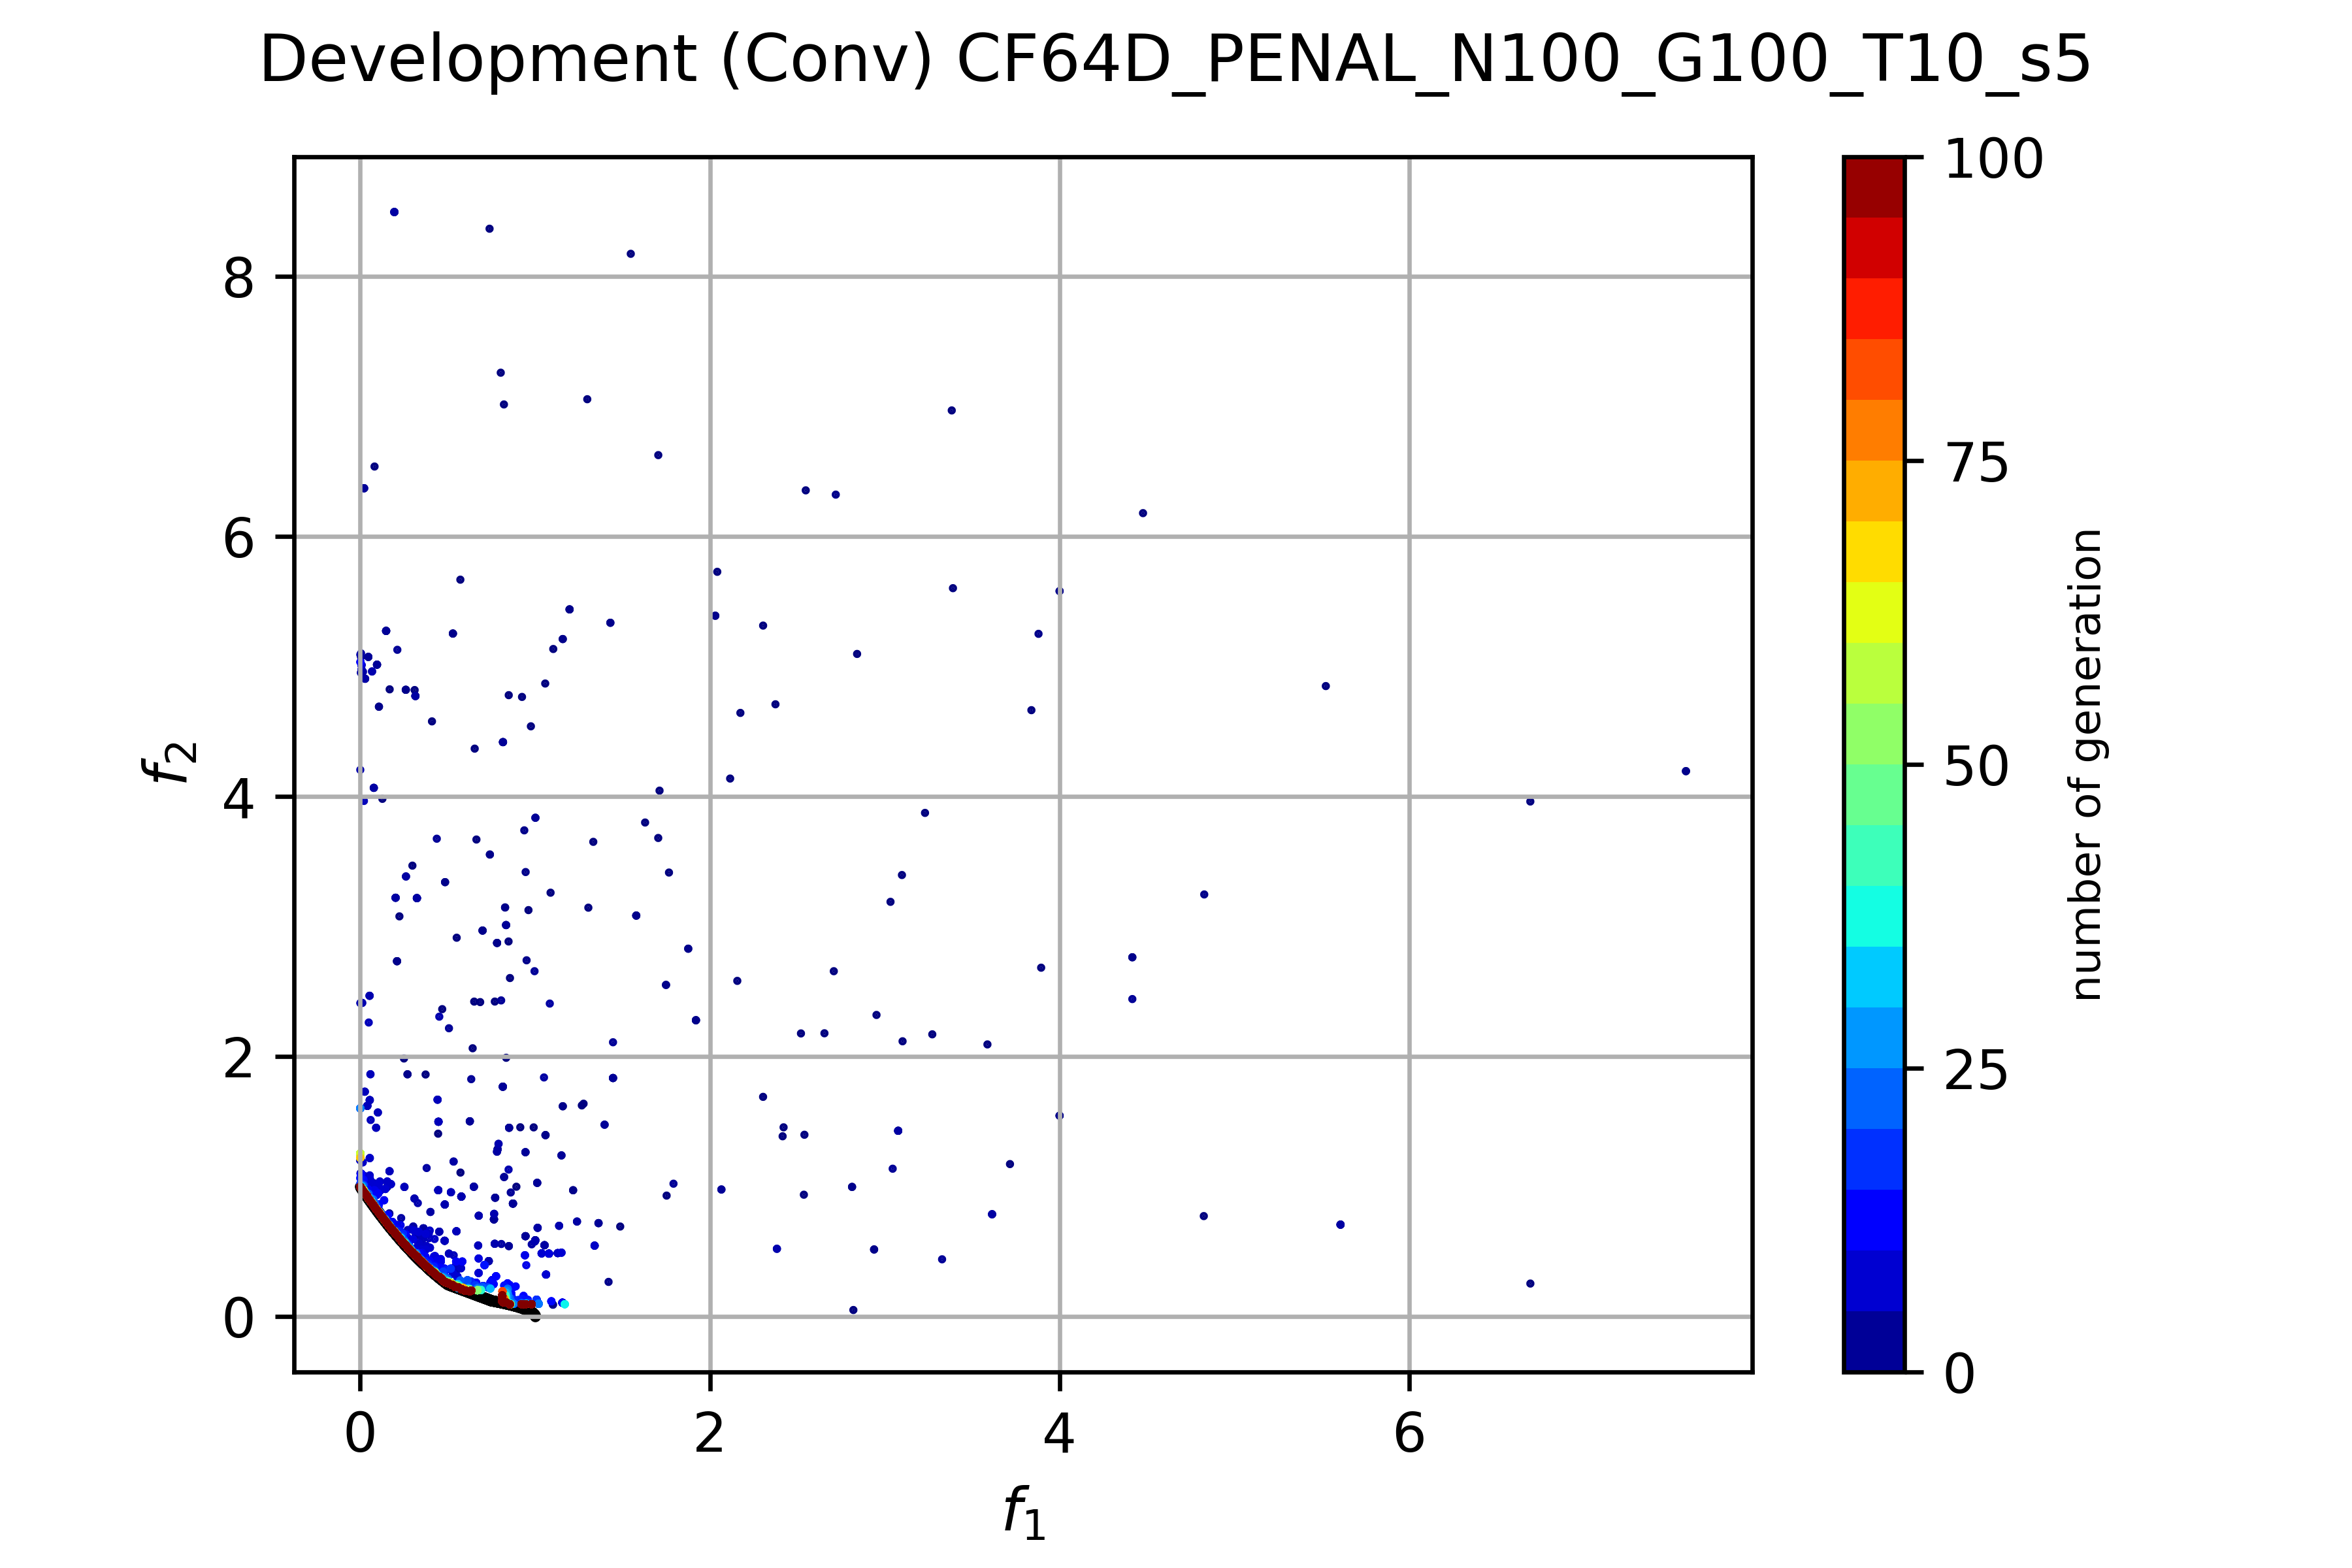 Development (Conv) CF64D_PENAL_N100_G100_T10_s5
8
6
4
2
0
f2
0 2 4 6
f1
100
75
50
25
0
number of generation